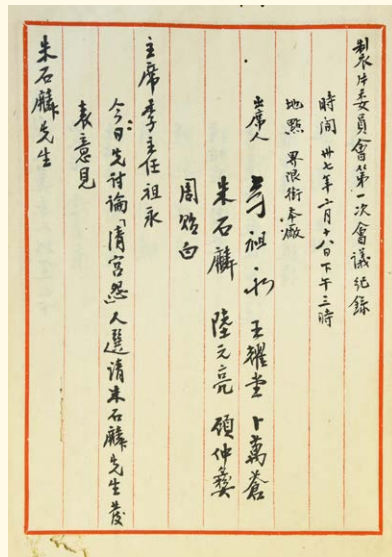 製片委員會第一次會議紀錄
時間 卅七年二月十八日下午三時
地點 界限街本廠
出席人 李祖永 王耀堂 卜萬蒼
朱石麟 陸元亮 顧仲彝
周貽白
主席李主任祖永
今日:先討論「清宮怨」人選請朱石麟先生發
表意見
朱石麟先生